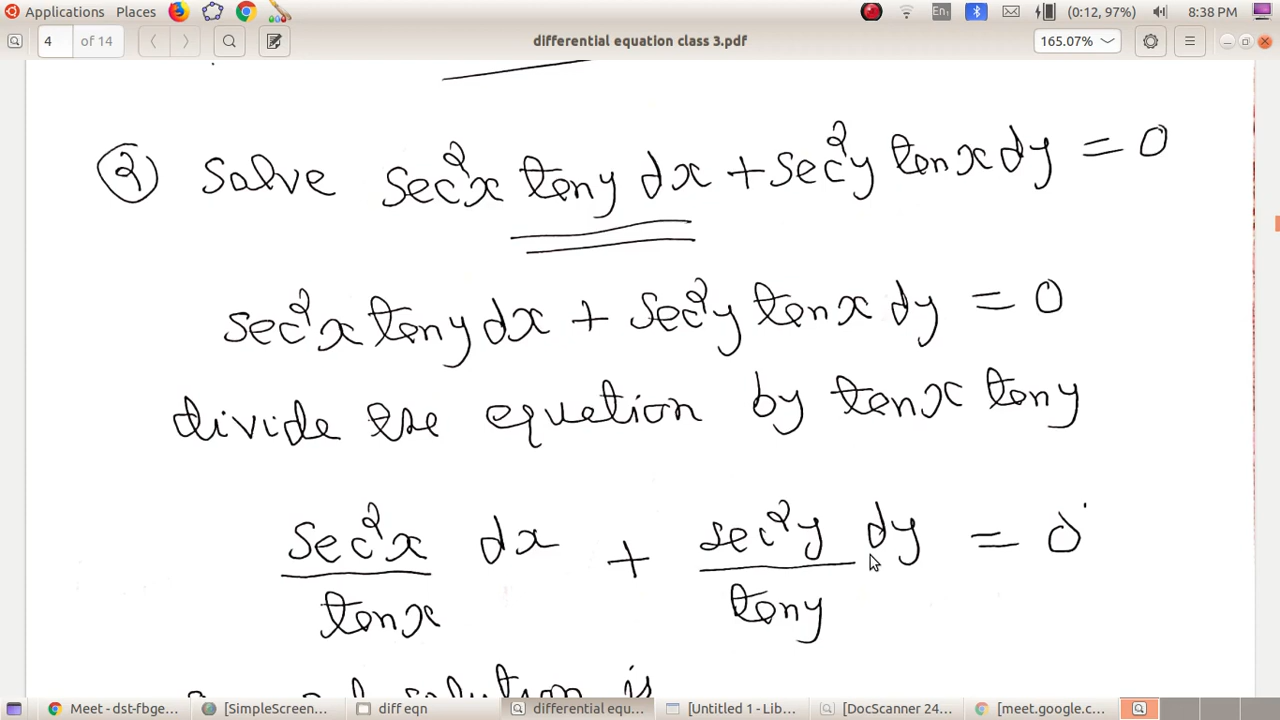 Applications Places En₁ (0:12, 97%) 8:38 PM
4 of 14 differential equation class 3.pdf 165.07%
② Solve sec²x tany dx + sec²y tanx dy = 0
sec²x tany dx + sec²y tanx dy = 0
divide the equation by tanx tany
sec²x/tanx dx + sec²y/tany dy = 0
solution is
Meet - dst-fbge... [SimpleScreen... diff eqn differential equ... [Untitled 1 - Lib... [DocScanner 24... [meet.google.c...